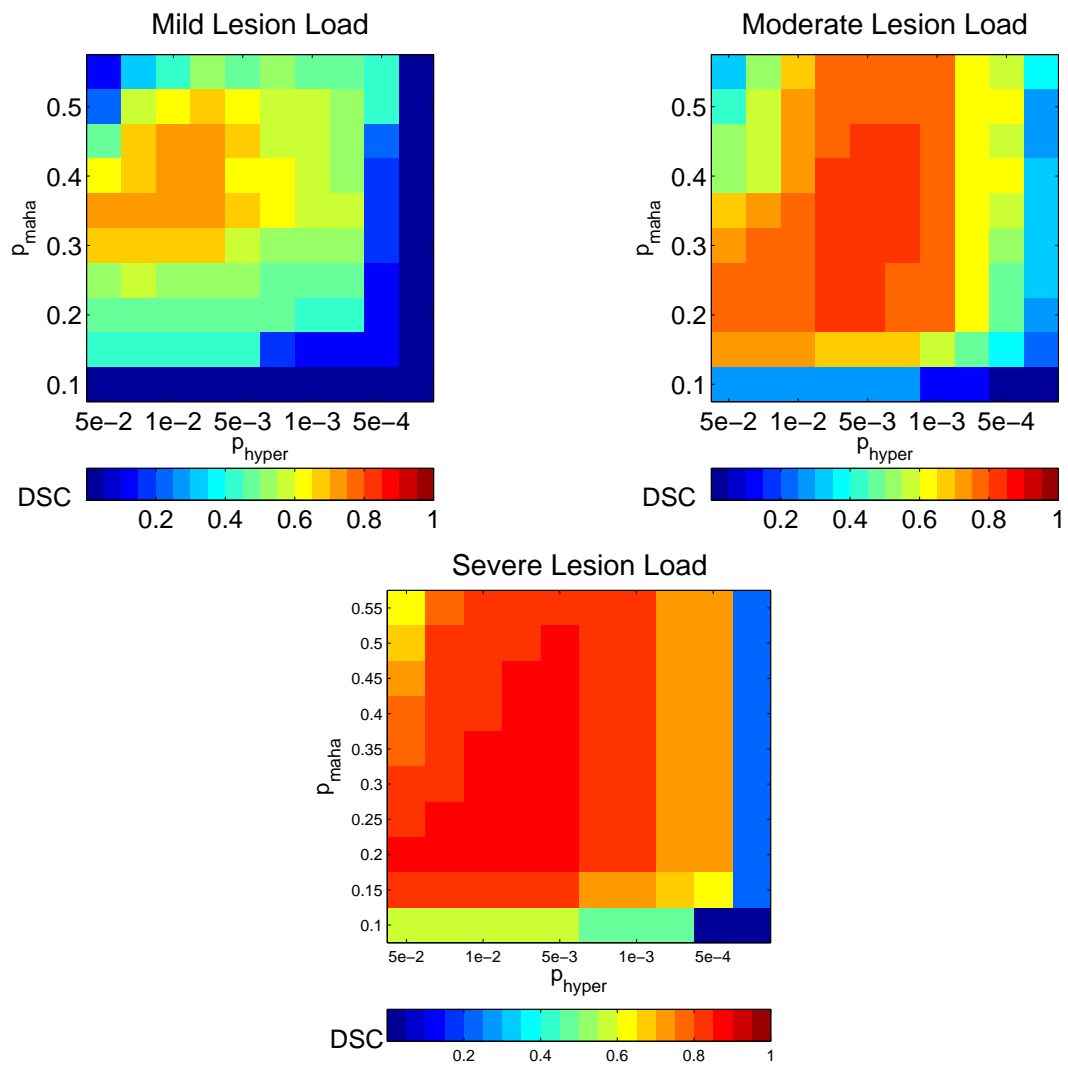 Mild Lesion Load
0.5
0.4
0.3
0.2
0.1
p_maha
5e−2 1e−2 5e−3 1e−3 5e−4
p_hyper
DSC
0.2 0.4 0.6 0.8 1
Moderate Lesion Load
0.5
0.4
0.3
0.2
0.1
p_maha
5e−2 1e−2 5e−3 1e−3 5e−4
p_hyper
DSC
0.2 0.4 0.6 0.8 1
Severe Lesion Load
0.55
0.5
0.45
0.4
0.35
0.3
0.25
0.2
0.15
0.1
p_maha
5e−2 1e−2 5e−3 1e−3 5e−4
p_hyper
DSC
0.2 0.4 0.6 0.8 1